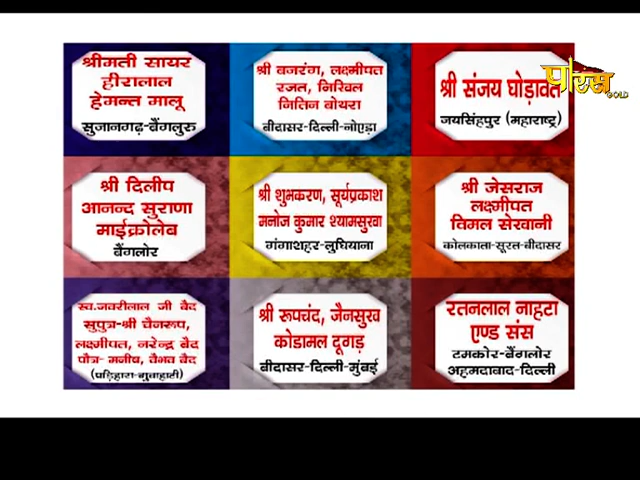 श्रीमती सायर
हीरालाल
हेमन्त मालू
सुजानगढ़-बैंगलुरु
श्री बजरंग, लक्ष्मीपत
रजत, निखिल
नितिन बोथरा
बीदासर-दिल्ली-नोएड़ा
श्री संजय घोड़ावत
जयसिंहपुर (महाराष्ट्र)
पारस
GOLD
श्री दिलीप
आनन्द सुराणा
माईक्रोलेब
बैंगलोर
श्री शुभकरण, सूर्यप्रकाश
मनोज कुमार श्यामसुखा
गंगाशहर-लुधियाना
श्री जेसराज
लक्ष्मीपत
विमल सेखानी
कोलकाता-सूरत-बीदासर
स्व.जवरीलाल जी बैद
सुपुत्र-श्री चैनरूप,
लक्ष्मीपत, नरेन्द्र बैद
पौत्र- मनीष, वैभव बैद
(पड़िहारा-गुवाहाटी)
श्री रूपचंद, जैनसुख
कोडामल दूगड़
बीदासर-दिल्ली-मुंबई
रतनलाल नाहटा
एण्ड संस
टमकोर-बैंगलोर
अहमदाबाद-दिल्ली